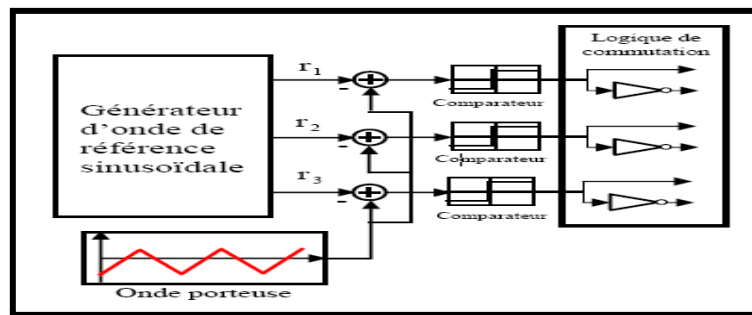 Générateur
d'onde de
référence
sinusoïdale
r1
r2
r3
-
-
-
Comparateur
Comparateur
Comparateur
Logique de
commutation
Onde porteuse